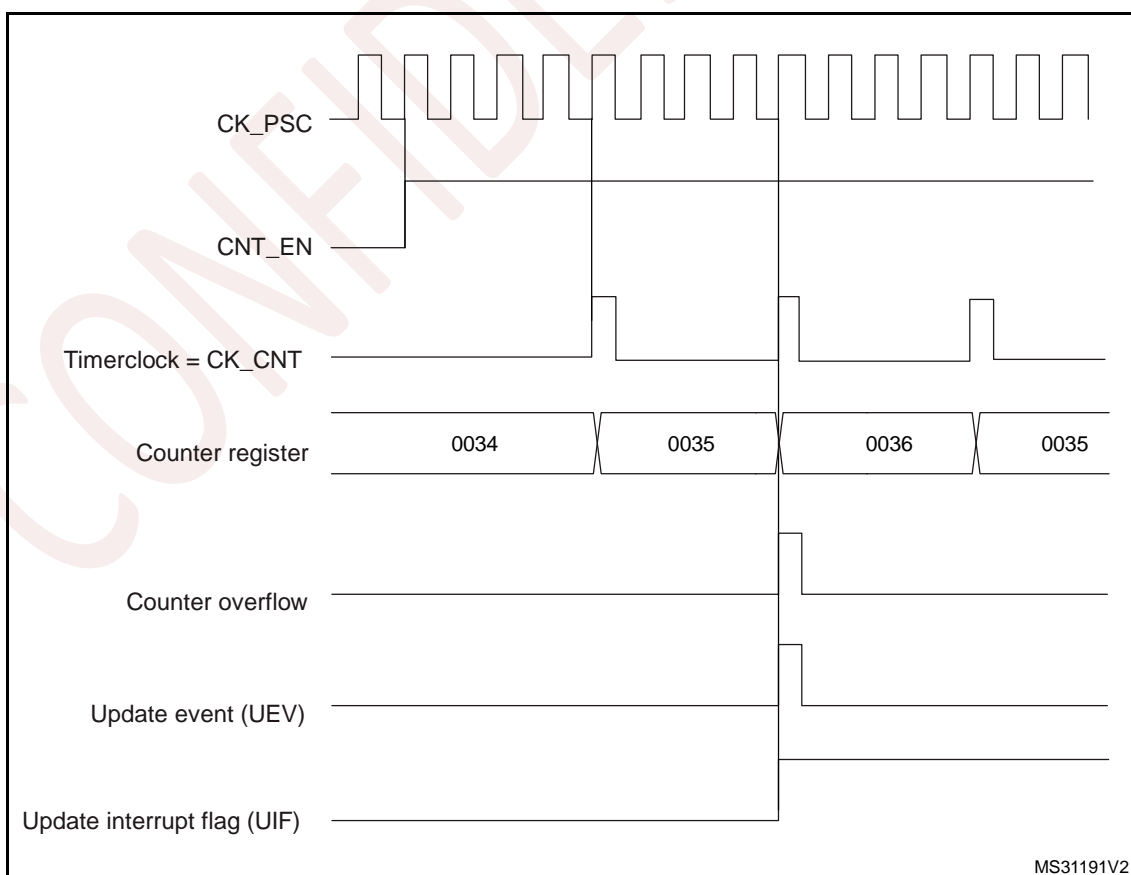 CK_PSC
CNT_EN
Timerclock = CK_CNT
Counter register 0034 0035 0036 0035
Counter overflow
Update event (UEV)
Update interrupt flag (UIF)
MS31191V2